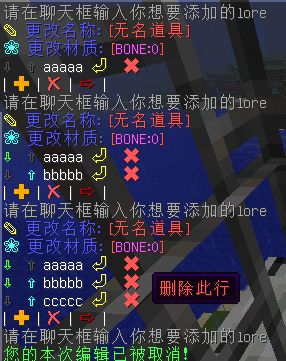 请在聊天框输入你想要添加的lore
✎ 更改名称: [无名道具]
❀ 更改材质: [BONE:0]
↓ ↑ aaaaa ⏎ ✖
| ✚ | ✕ | ⇨ |
请在聊天框输入你想要添加的lore
✎ 更改名称: [无名道具]
❀ 更改材质: [BONE:0]
↓ ↑ aaaaa ⏎ ✖
↓ ↑ bbbbb ⏎ ✖
| ✚ | ✕ | ⇨ |
请在聊天框输入你想要添加的lore
✎ 更改名称: [无名道具]
❀ 更改材质: [BONE:0]
↓ ↑ aaaaa ⏎ ✖
↓ ↑ bbbbb ⏎ ✖
删除此行
↓ ↑ ccccc ⏎ ✖
| ✚ | ✕ | ⇨ |
请在聊天框输入你想要添加的lore
您的本次编辑已被取消!